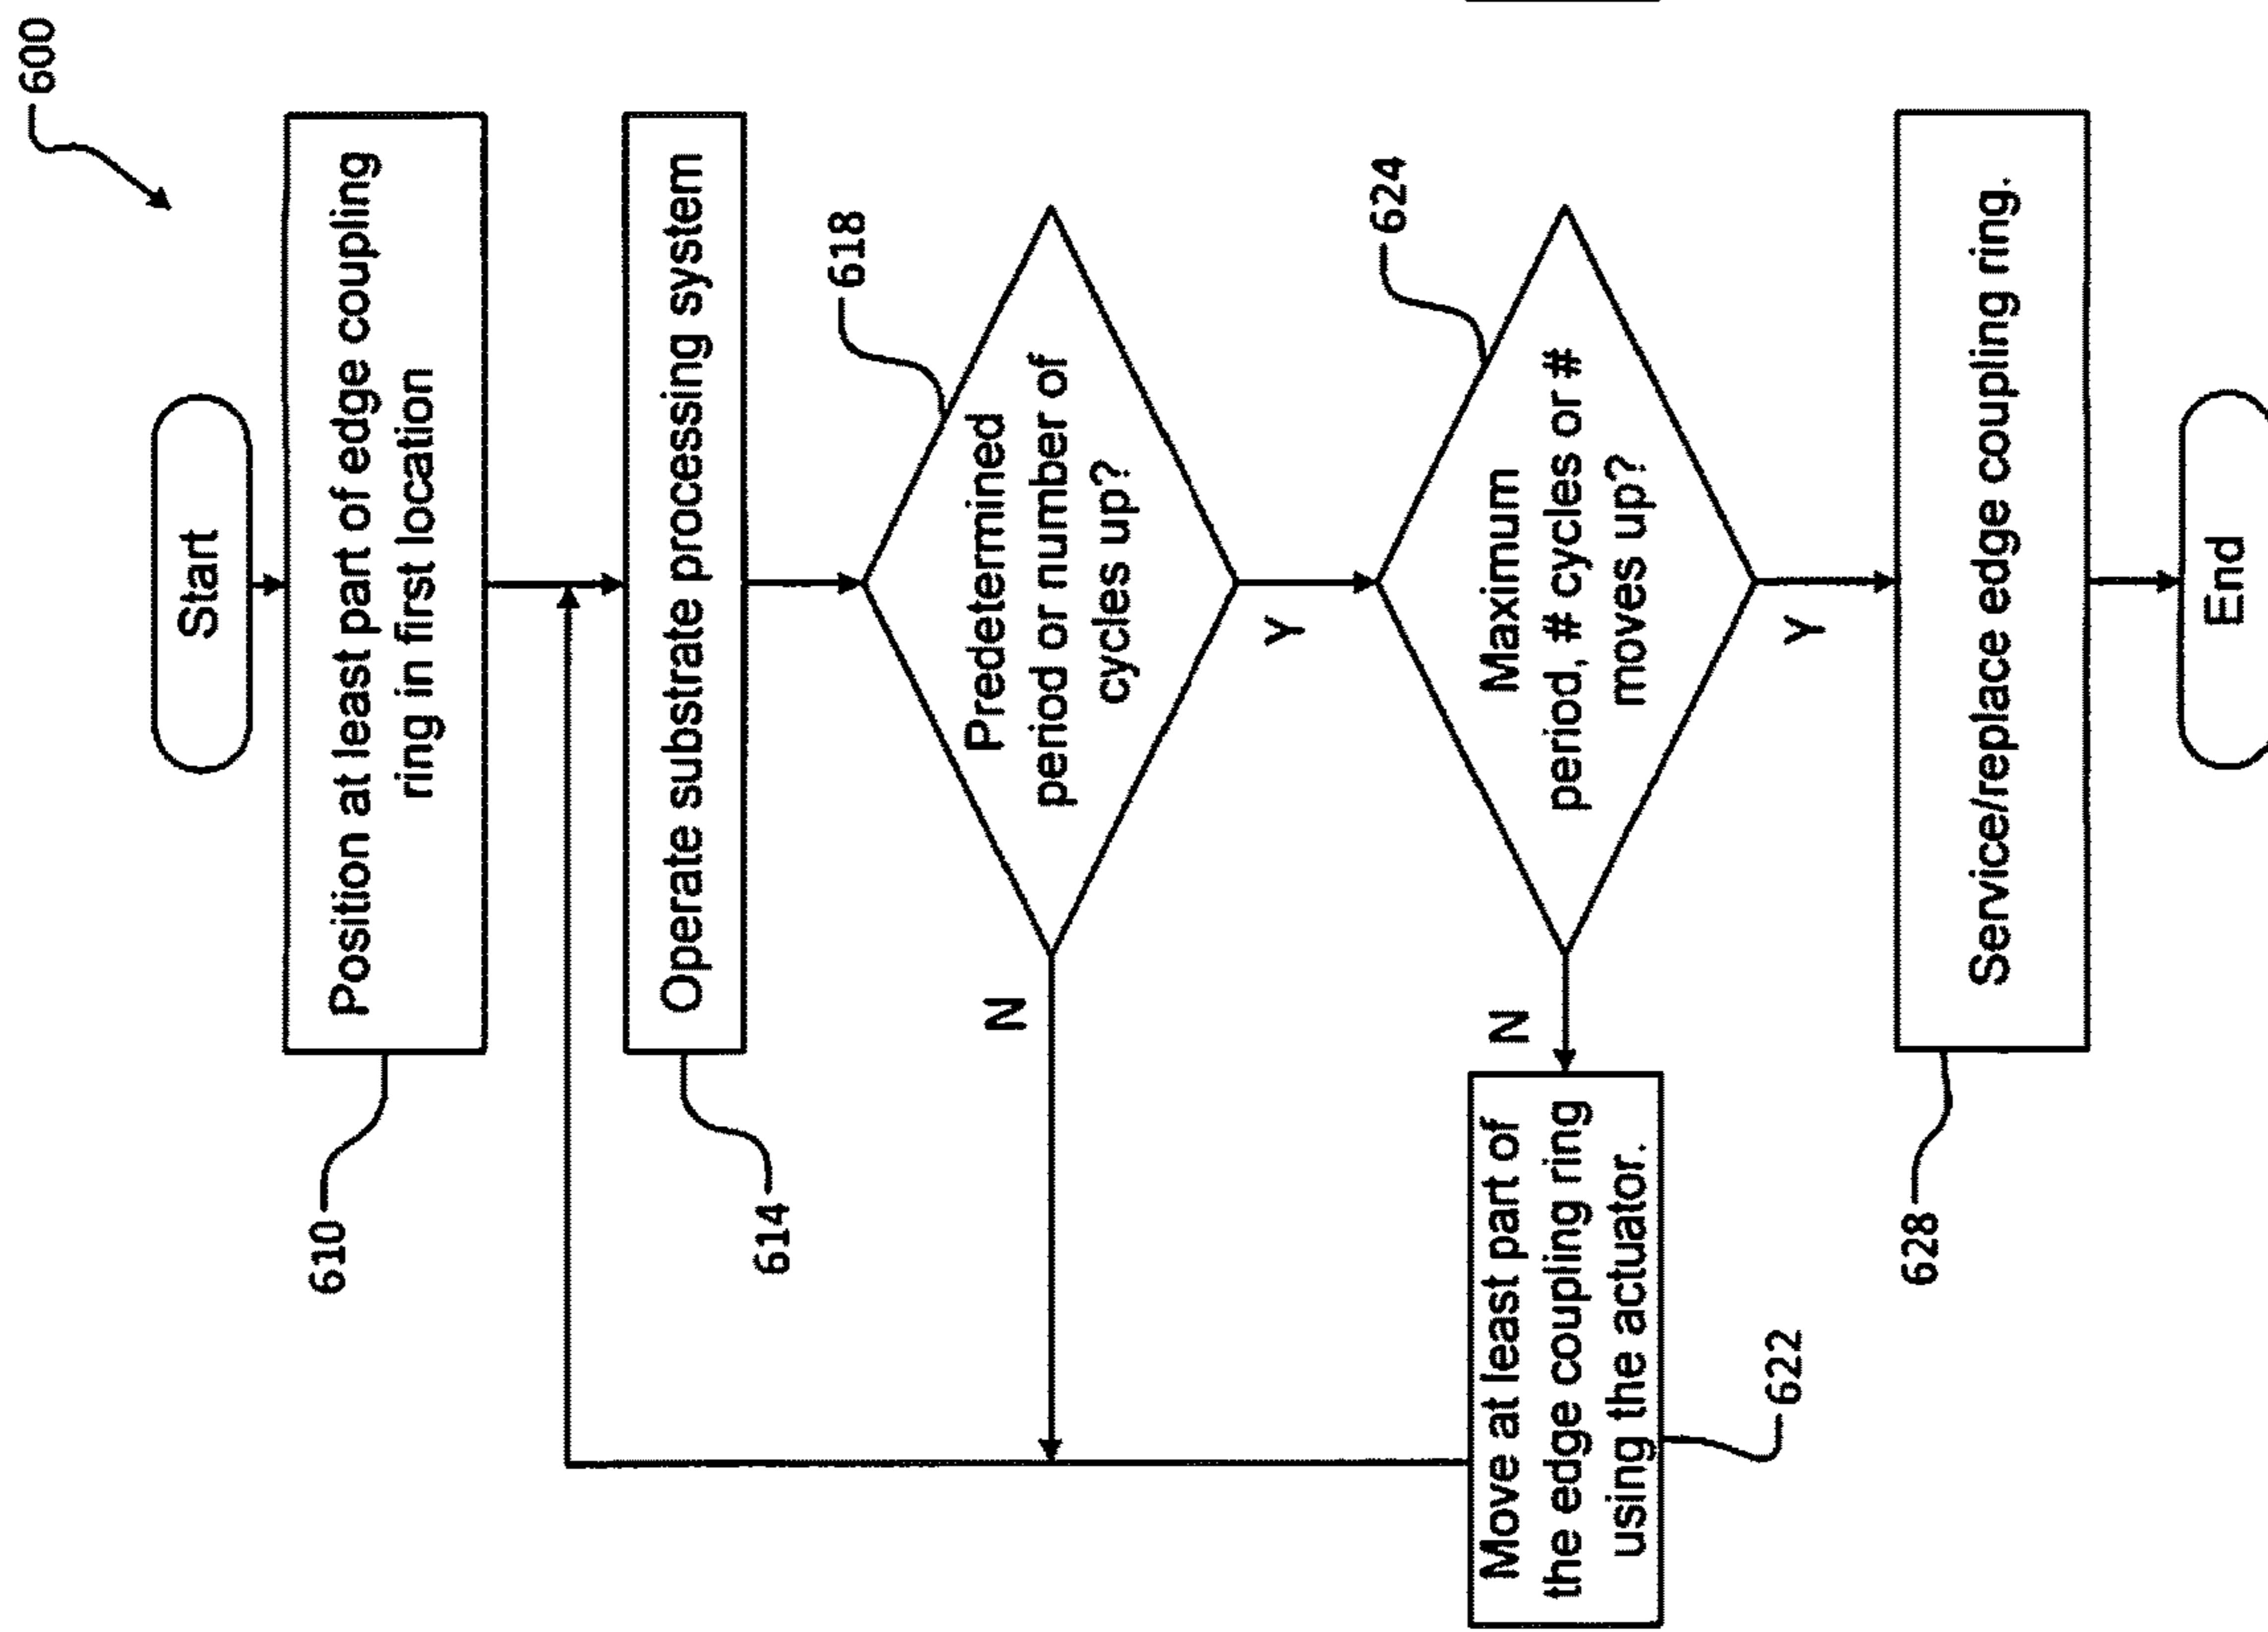 600
Start
Position at least part of edge coupling
ring in first location
610
Operate substrate processing system
614
618
Predetermined
period or number of
cycles up?
N
Y
624
Maximum
period, # cycles or #
moves up?
N
Y
Move at least part of
the edge coupling ring
using the actuator.
622
Service/replace edge coupling ring.
628
End